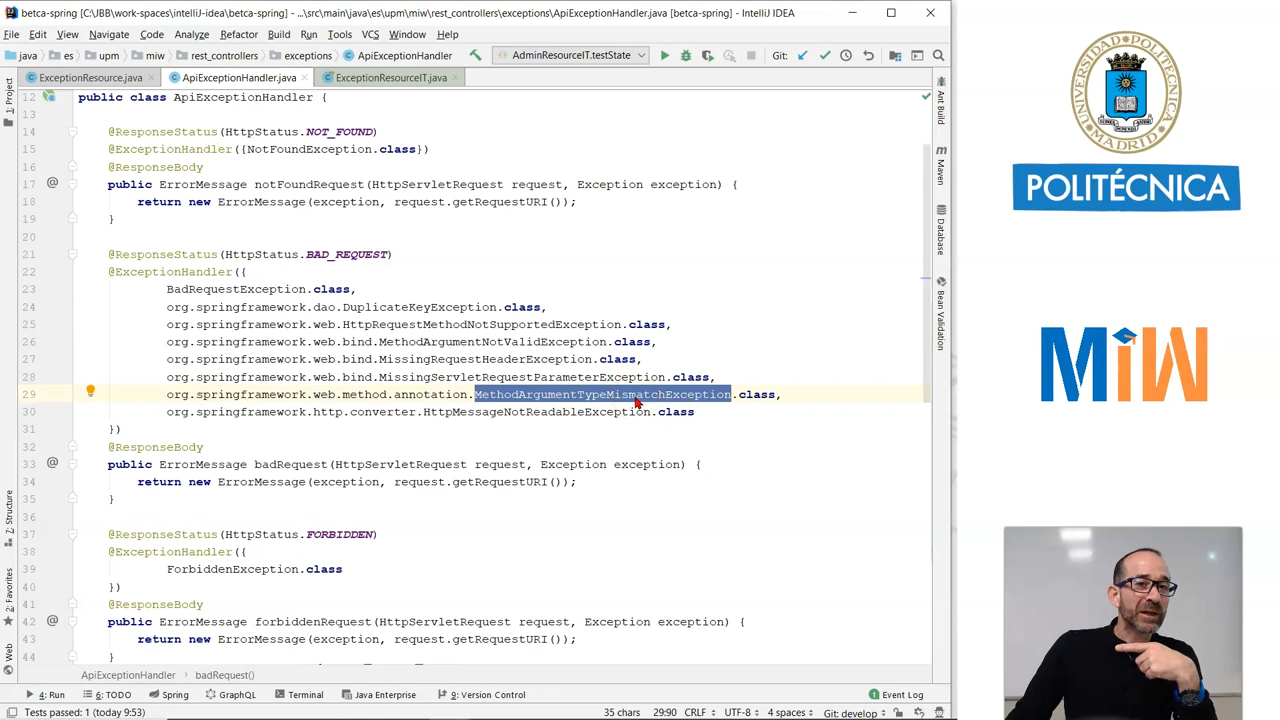 betca-spring [C:\JBB\work-spaces\intelliJ-idea\betca-spring] - ...\src\main\java\es\upm\miw\rest_controllers\exceptions\ApiExceptionHandler.java [betca-spring] - IntelliJ IDEA
File Edit View Navigate Code Analyze Refactor Build Run Tools VCS Window Help
java es upm miw rest_controllers exceptions ApiExceptionHandler AdminResourceIT.testState Git:
ExceptionResource.java ApiExceptionHandler.java ExceptionResourceIT.java
12 public class ApiExceptionHandler {
13
14 @ResponseStatus(HttpStatus.NOT_FOUND)
15 @ExceptionHandler({NotFoundException.class})
16 @ResponseBody
17 public ErrorMessage notFoundRequest(HttpServletRequest request, Exception exception) {
18 return new ErrorMessage(exception, request.getRequestURI());
19 }
20
21 @ResponseStatus(HttpStatus.BAD_REQUEST)
22 @ExceptionHandler({
23 BadRequestException.class,
24 org.springframework.dao.DuplicateKeyException.class,
25 org.springframework.web.HttpRequestMethodNotSupportedException.class,
26 org.springframework.web.bind.MethodArgumentNotValidException.class,
27 org.springframework.web.bind.MissingRequestHeaderException.class,
28 org.springframework.web.bind.MissingServletRequestParameterException.class,
29 org.springframework.web.method.annotation.MethodArgumentTypeMismatchException.class,
30 org.springframework.http.converter.HttpMessageNotReadableException.class
31 })
32 @ResponseBody
33 public ErrorMessage badRequest(HttpServletRequest request, Exception exception) {
34 return new ErrorMessage(exception, request.getRequestURI());
35 }
36
37 @ResponseStatus(HttpStatus.FORBIDDEN)
38 @ExceptionHandler({
39 ForbiddenException.class
40 })
41 @ResponseBody
42 public ErrorMessage forbiddenRequest(HttpServletRequest request, Exception exception) {
43 return new ErrorMessage(exception, request.getRequestURI());
44 }
ApiExceptionHandler badRequest()
4: Run 6: TODO Spring GraphQL Terminal Java Enterprise 9: Version Control Event Log
Tests passed: 1 (today 9:53) 35 chars 29:90 CRLF UTF-8 4 spaces Git: develop
1: Project
7: Structure
2: Favorites
Web
Ant Build
Maven
Database
Bean Validation
UNIVERSIDAD POLITÉCNICA DE MADRID
POLITÉCNICA
MiW